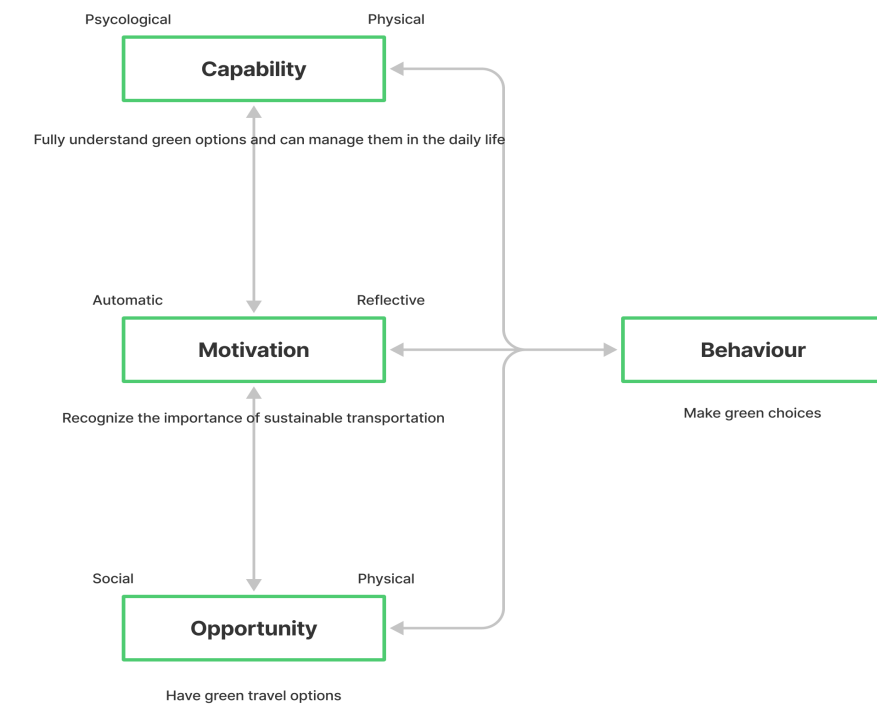 Psycological Physical
Capability
Fully understand green options and can manage them in the daily life
Automatic Reflective
Motivation
Behaviour
Recognize the importance of sustainable transportation
Make green choices
Social Physical
Opportunity
Have green travel options